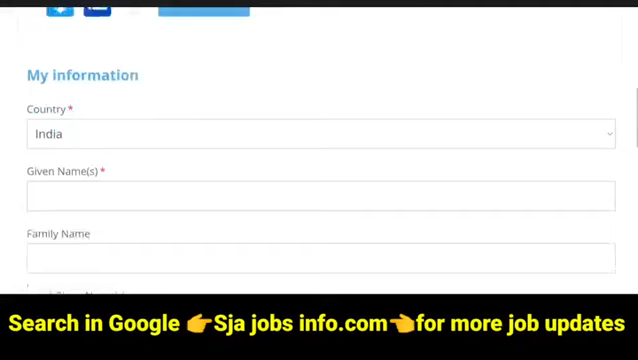 My information
Country *
India
Given Name(s) *
Family Name
Search in Google 👉Sja jobs info.com👈for more job updates